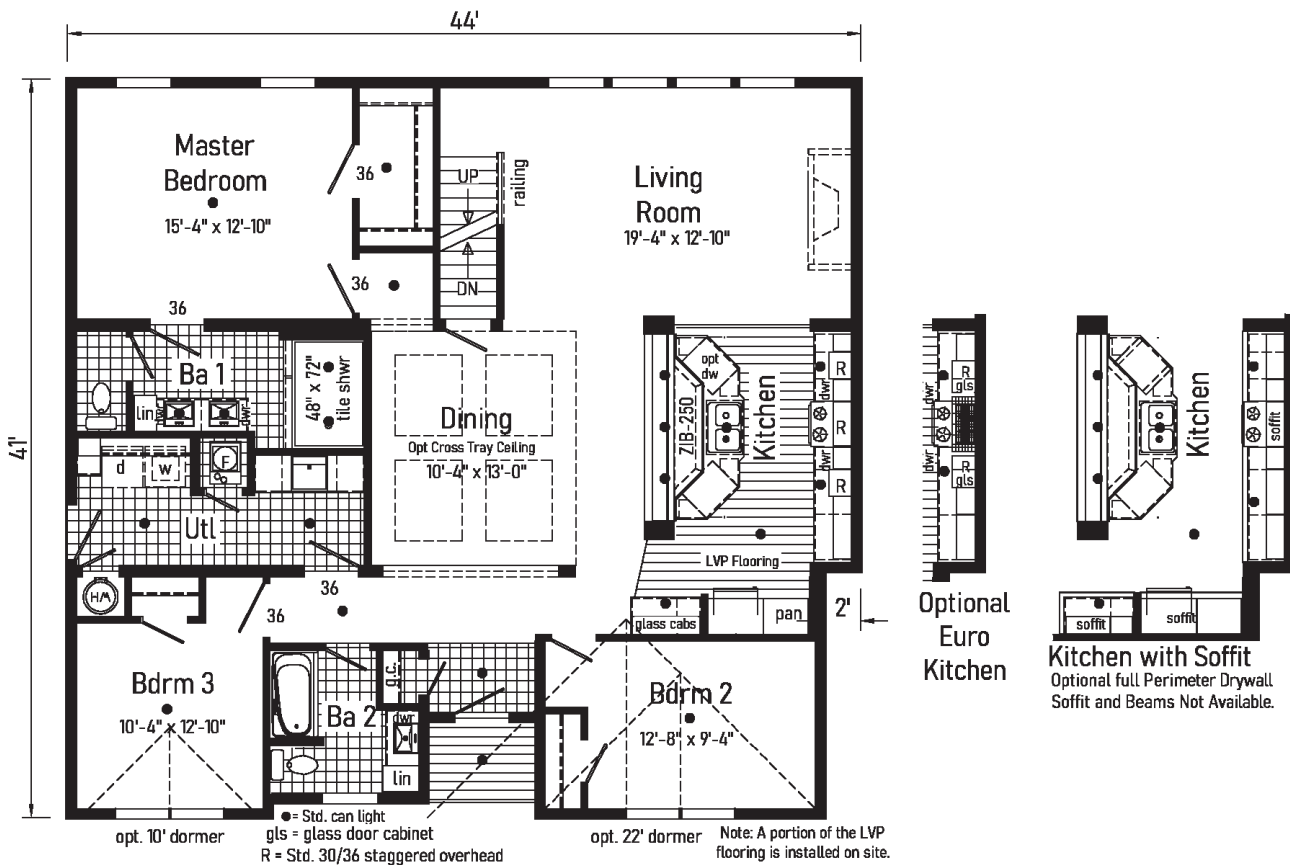 44'
41'
Master
Bedroom
15'-4" x 12'-10"
36
UP
railing
DN
Living
Room
19'-4" x 12'-10"
36
36
Ba 1
lin
dwr
dwr
48" x 72"
tile shwr
Dining
Opt Cross Tray Ceiling
10'-4" x 13'-0"
opt
dw
ZIB-250
Kitchen
R
dwr
R
dwr
R
LVP Flooring
d
W
F
Utl
HW
36
36
glass cabs
pan
2'
Bdrm 3
10'-4" x 12'-10"
g.c.
Ba 2
dwr
lin
Bdrm 2
12'-8" x 9'-4"
opt. 10' dormer
●= Std. can light
gls = glass door cabinet
R = Std. 30/36 staggered overhead
opt. 22' dormer
Note: A portion of the LVP
flooring is installed on site.
R
gls
dwr
dwr
R
gls
Optional
Euro
Kitchen
Kitchen
soffit
soffit
soffit
Kitchen with Soffit
Optional full Perimeter Drywall
Soffit and Beams Not Available.